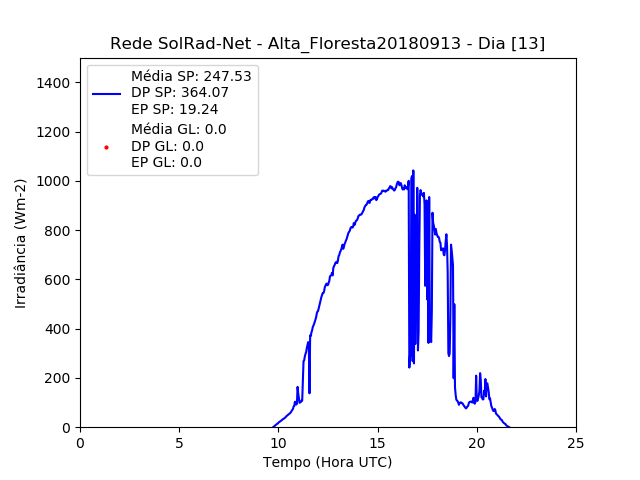 Rede SolRad-Net - Alta_Floresta20180913 - Dia [13]
Média SP: 247.53
DP SP: 364.07
EP SP: 19.24
Média GL: 0.0
DP GL: 0.0
EP GL: 0.0
Irradiância (Wm-2)
1400
1200
1000
800
600
400
200
0
0 5 10 15 20 25
Tempo (Hora UTC)